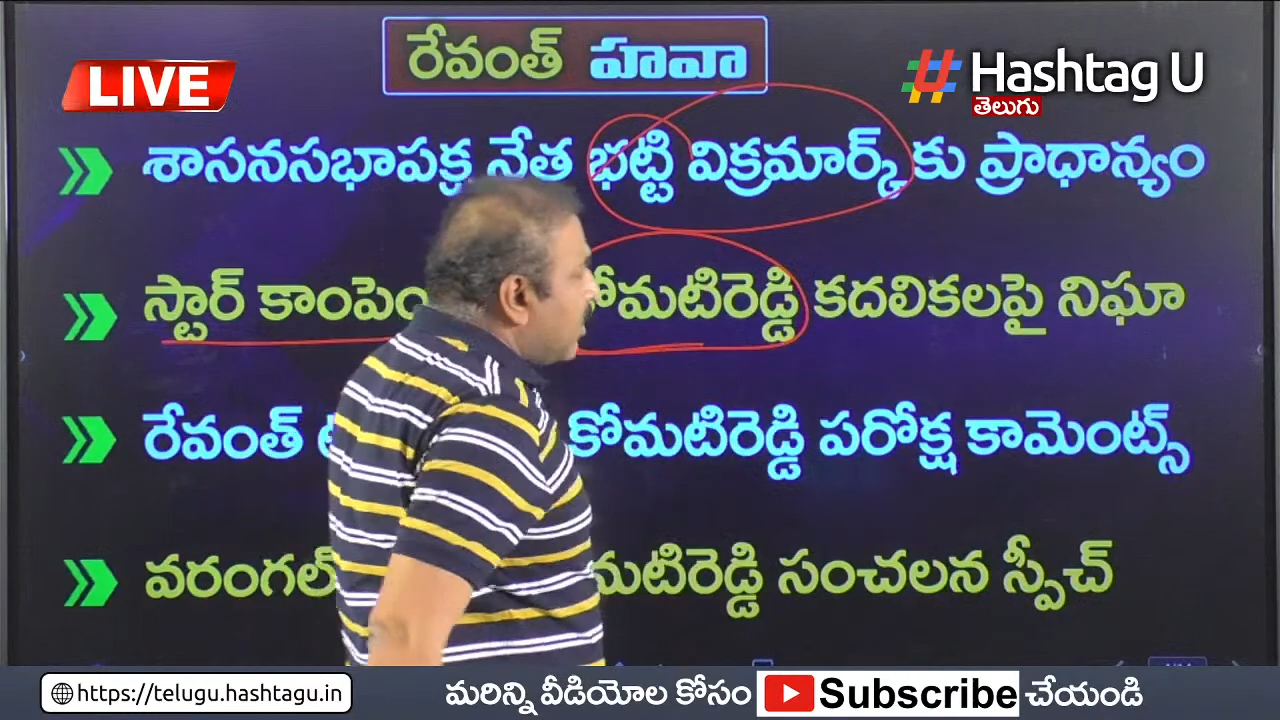 రేవంత్ హవా
LIVE
Hashtag U
తెలుగు
శాసనసభాపక్ష నేత భట్టి విక్రమార్క్ కు ప్రాధాన్యం
స్టార్ కాంపెం కోమటిరెడ్డి కదలికలపై నిఘా
రేవంత్ కోమటిరెడ్డి పరోక్ష కామెంట్స్
వరంగల్ సంచలన స్పీచ్
https://telugu.hashtagu.in
మరిన్ని వీడియోల కోసం Subscribe చేయండి